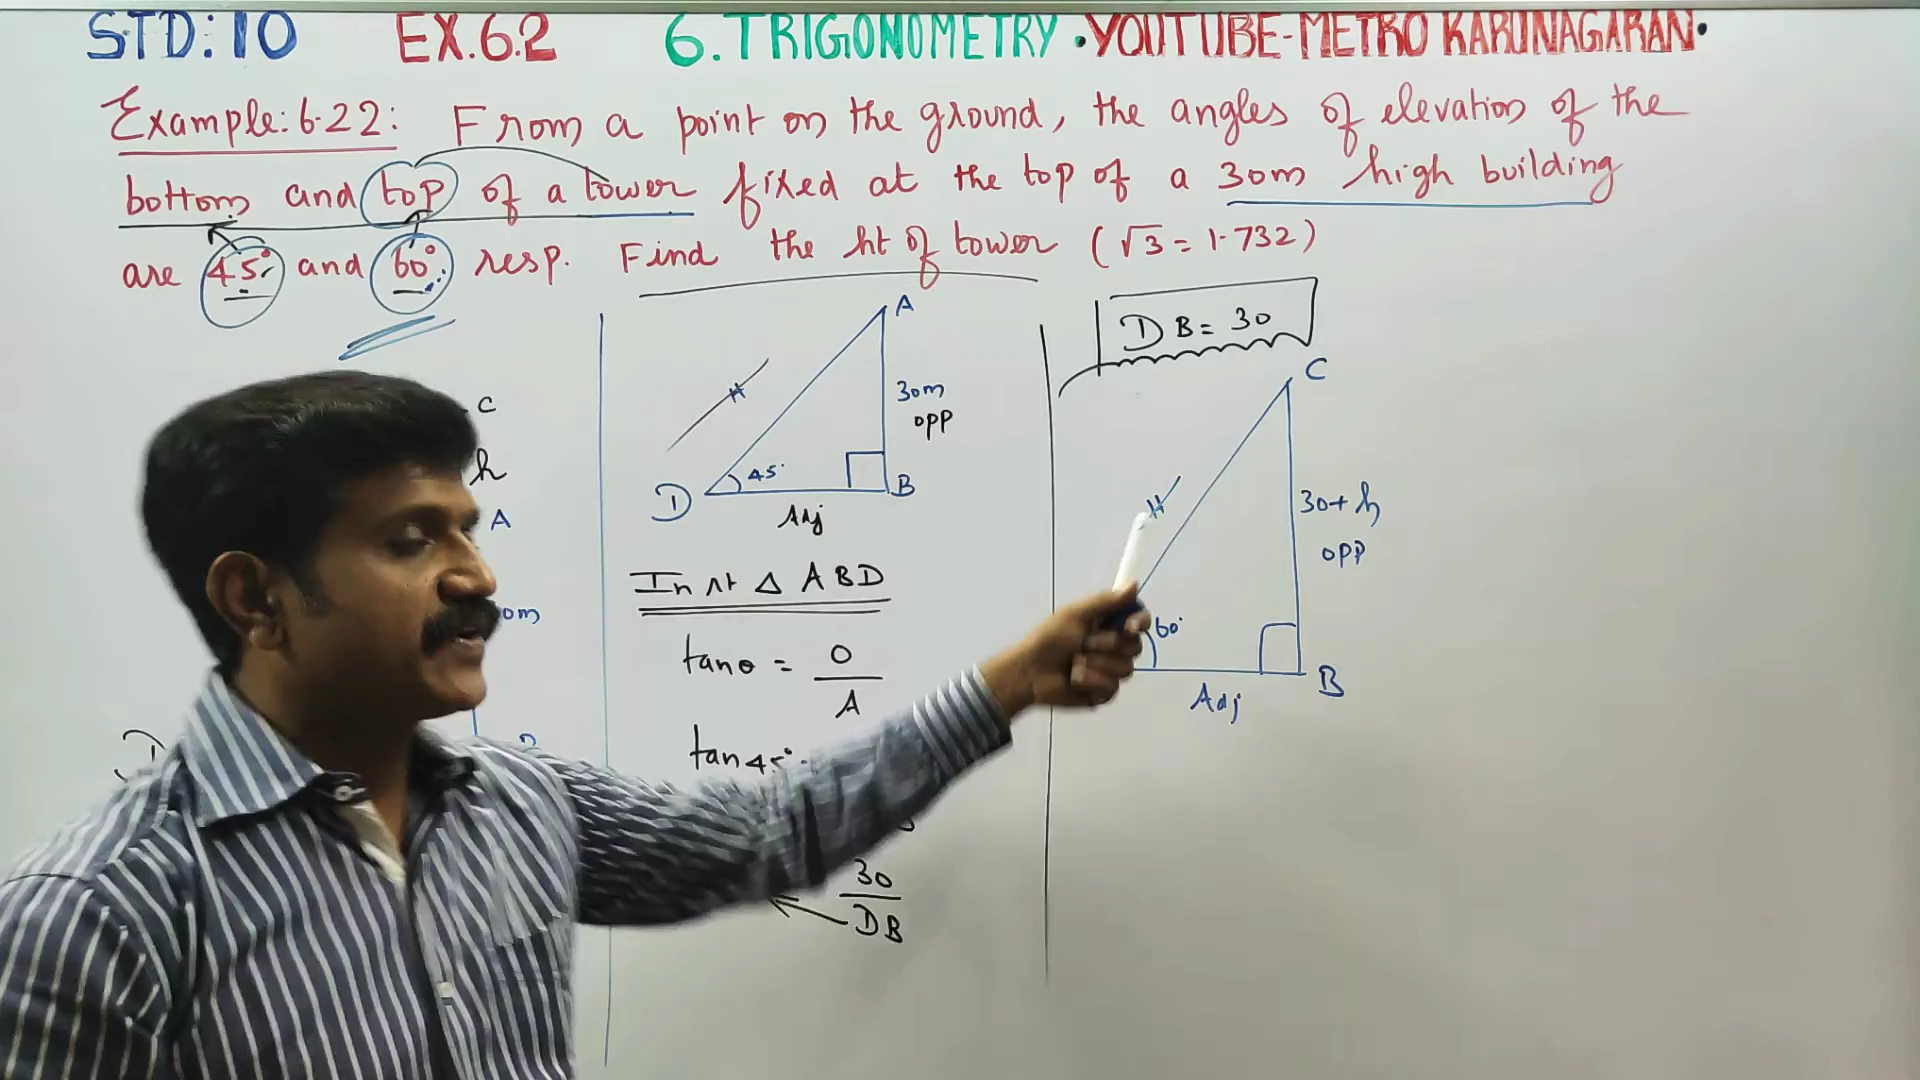 STD:10 EX.6.2 6.TRIGONOMETRY •YOUTUBE-METRO KARUNAGARAN•
Example:6.22: From a point on the ground, the angles of elevation of the
bottom and top of a tower fixed at the top of a 30m high building
are 45° and 60° resp. Find the ht of tower (√3=1.732)
C
h
A
0m
D
A
30m
opp
H
45°
D
B
Adj
In rt Δ ABD
tanθ = O
A
tan45°
30
DB
DB=30
C
H
30+h
opp
60°
B
Adj